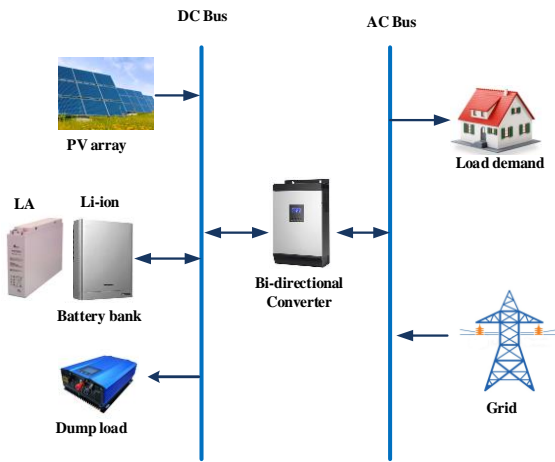 DC Bus
AC Bus
PV array
Load demand
LA
Li-ion
Battery bank
Bi-directional
Converter
Dump load
Grid